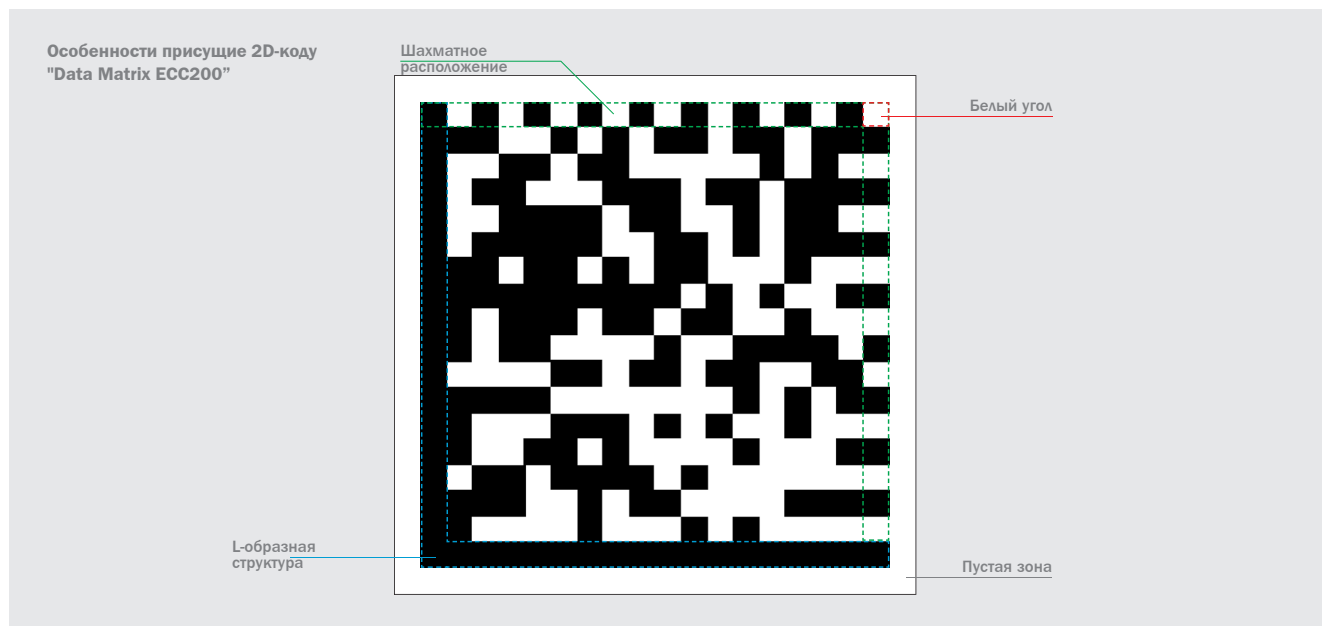 Особенности присущие 2D-коду
"Data Matrix ECC200”
Шахматное
расположение
Белый угол
L-образная
структура
Пустая зона